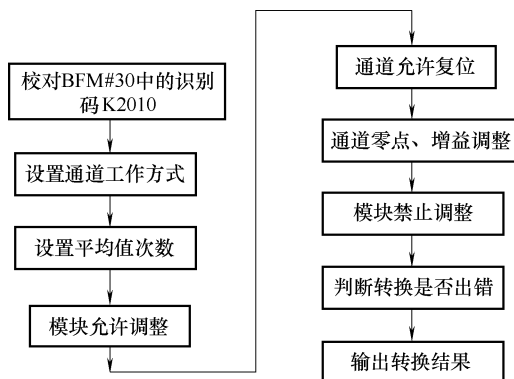 校对BFM#30中的识别
码K2010
设置通道工作方式
设置平均值次数
模块允许调整
通道允许复位
通道零点、增益调整
模块禁止调整
判断转换是否出错
输出转换结果